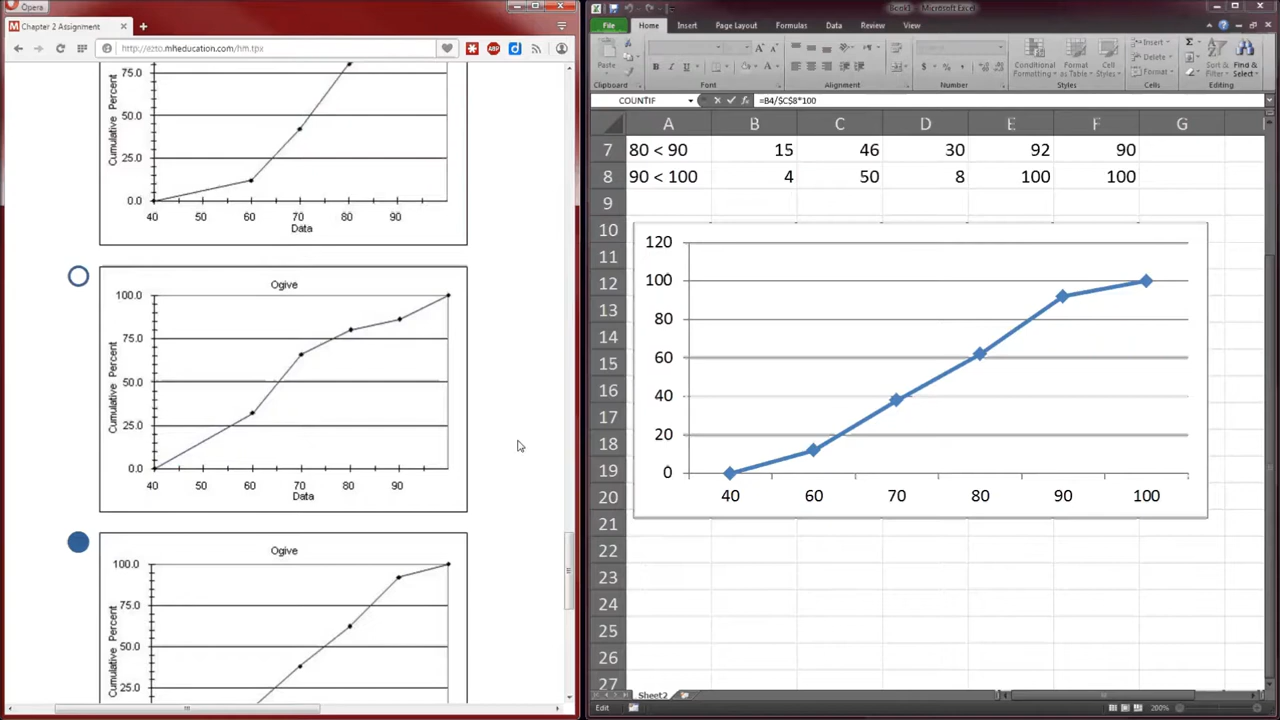 Opera
Chapter 2 Assignment
http://ezto.mheducation.com/hm.tpx
ABP
75.0
50.0
25.0
0.0
Cumulative Percent
40 50 60 70 80 90
Data
Ogive
100.0
75.0
50.0
25.0
0.0
Cumulative Percent
40 50 60 70 80 90
Data
Ogive
100.0
75.0
50.0
25.0
Cumulative Percent
Book1 - Microsoft Excel
File Home Insert Page Layout Formulas Data Review View
Paste
B I U
Conditional Formatting
Format as Table
Cell Styles
Insert
Delete
Format
Sort & Filter
Find & Select
Clipboard Font Alignment Number Styles Cells Editing
COUNTIF =B4/$C$8*100
A B C D E F G
7 80 < 90 15 46 30 92 90
8 90 < 100 4 50 8 100 100
9
10
11
12
13
14
15
16
17
18
19
20
21
22
23
24
25
26
27
120
100
80
60
40
20
0
40 60 70 80 90 100
Sheet2
Edit 200%